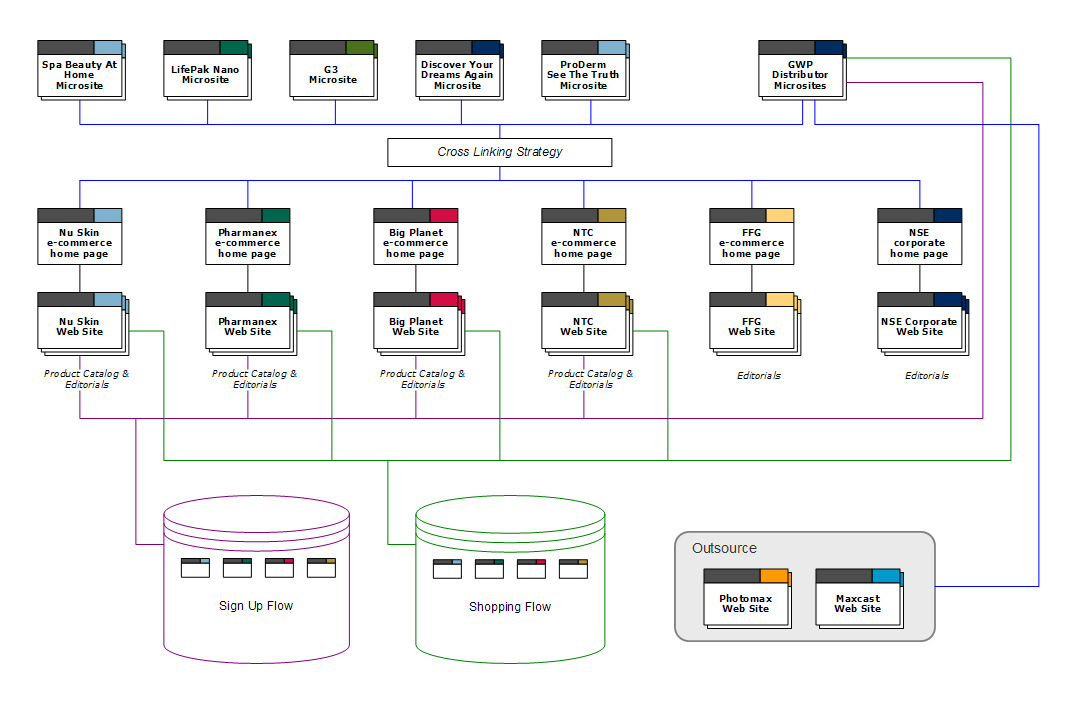 Spa Beauty At
Home
Microsite
LifePak Nano
Microsite
G3
Microsite
Discover Your
Dreams Again
Microsite
ProDerm
See The Truth
Microsite
GWP
Distributor
Microsites
Cross Linking Strategy
Nu Skin
e-commerce
home page
Pharmanex
e-commerce
home page
Big Planet
e-commerce
home page
NTC
e-commerce
home page
FFG
e-commerce
home page
NSE
corporate
home page
Nu Skin
Web Site
Pharmanex
Web Site
Big Planet
Web Site
NTC
Web Site
FFG
Web Site
NSE Corporate
Web Site
Product Catalog &
Editorials
Product Catalog &
Editorials
Product Catalog &
Editorials
Product Catalog &
Editorials
Editorials
Editorials
Sign Up Flow
Shopping Flow
Outsource
Photomax
Web Site
Maxcast
Web Site